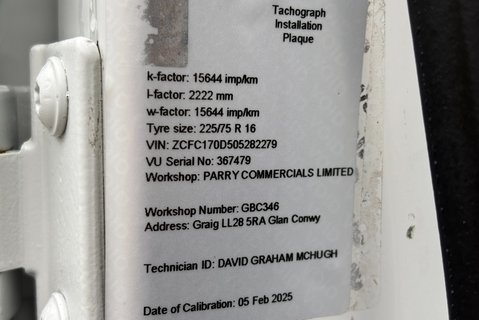 Tachograph
Installation
Plaque
k-factor: 15644 imp/km
l-factor: 2222 mm
w-factor: 15644 imp/km
Tyre size: 225/75 R 16
VIN: ZCFC170D505282279
VU Serial No: 367479
Workshop: PARRY COMMERCIALS LIMITED
Workshop Number: GBC346
Address: Graig LL28 5RA Glan Conwy
Technician ID: DAVID GRAHAM MCHUGH
Date of Calibration: 05 Feb 2025